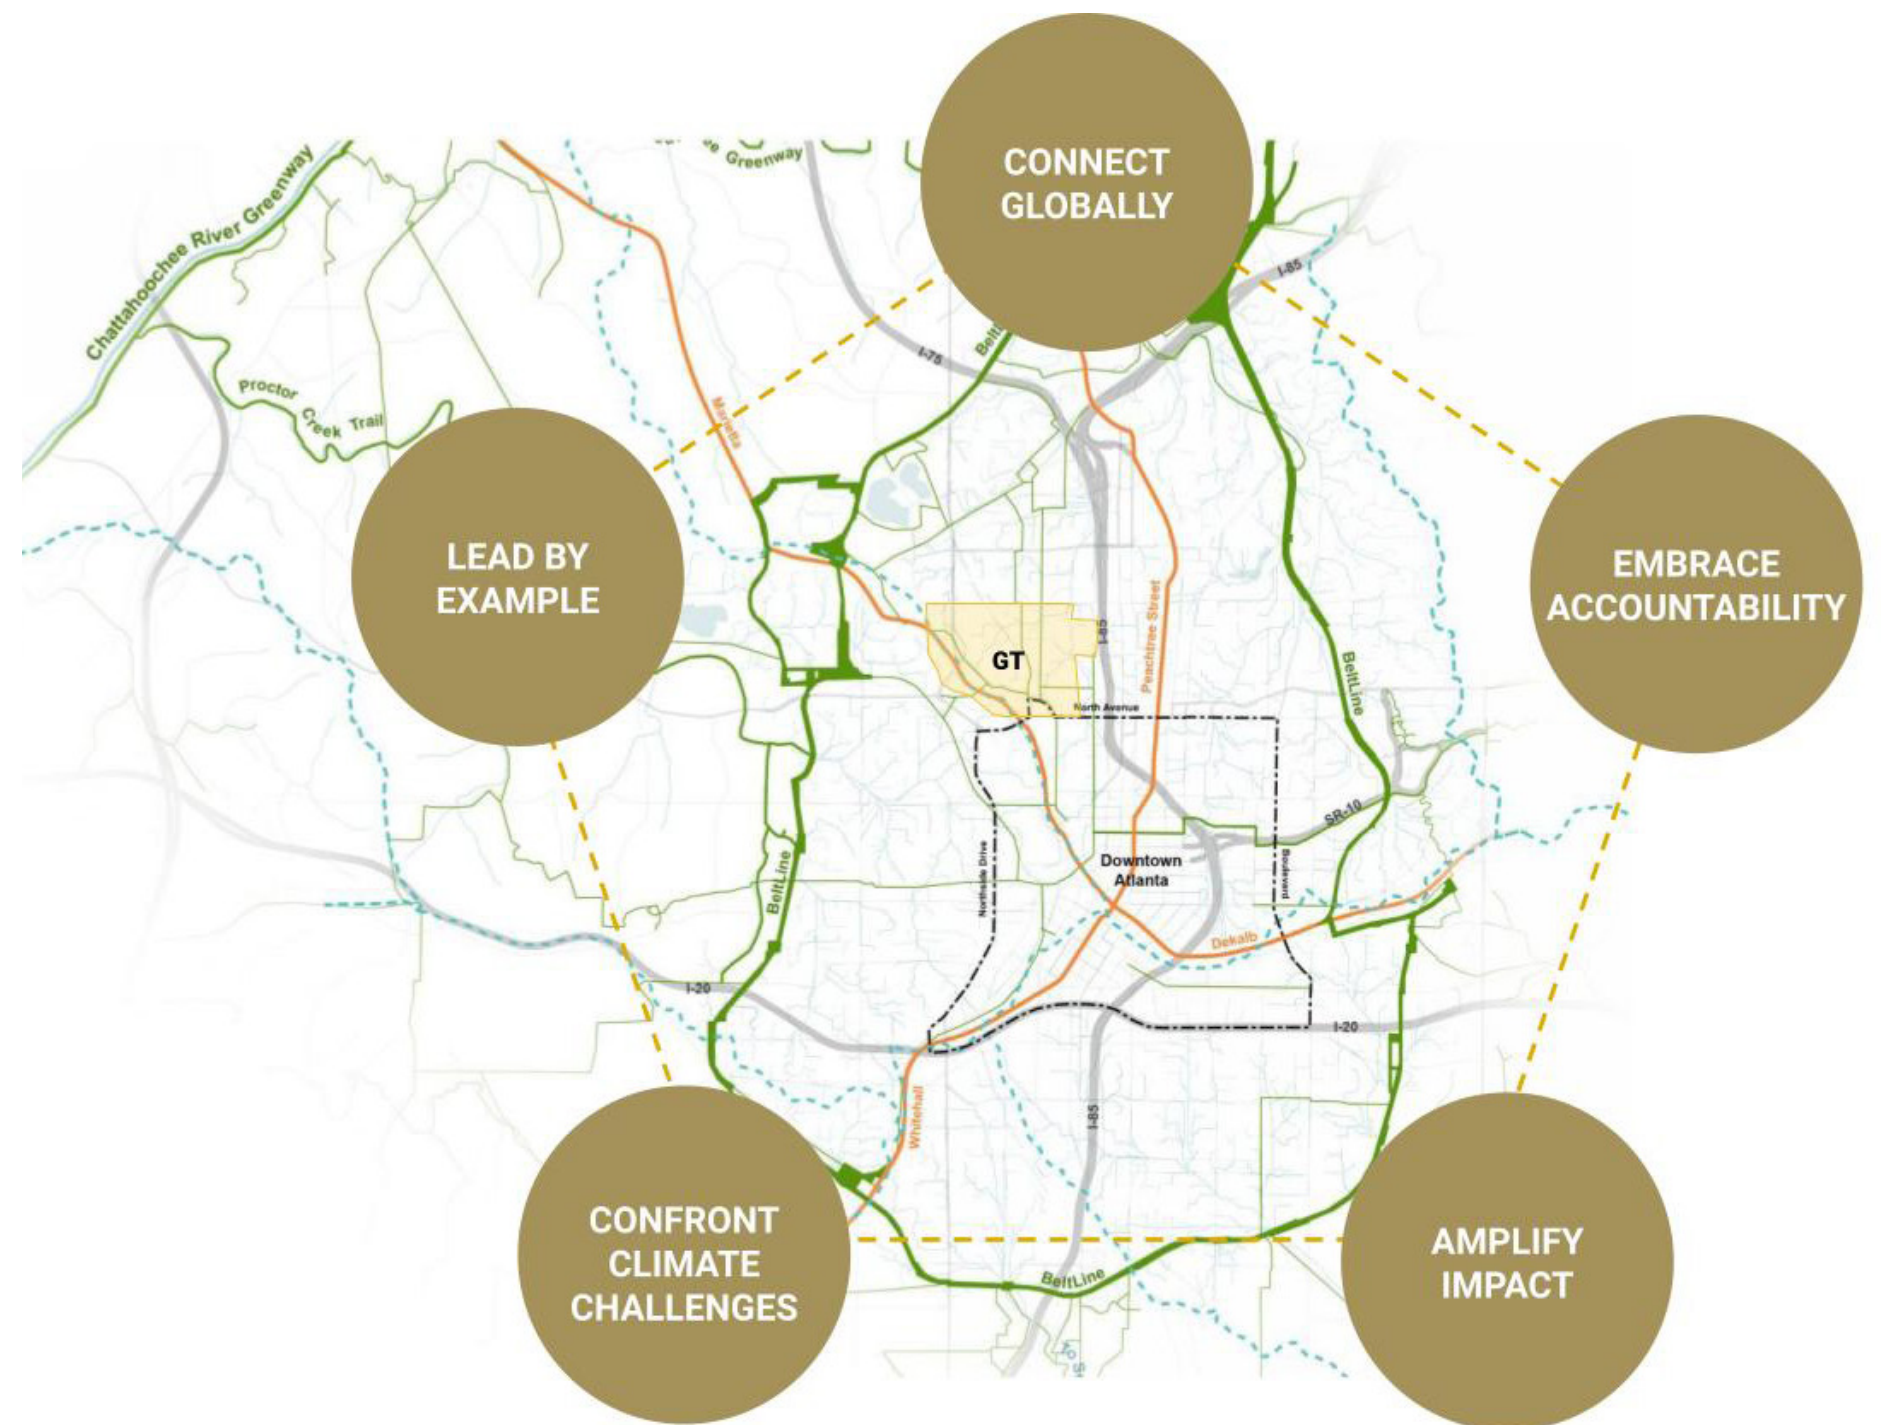 CONNECT
GLOBALLY
Greenway
Chattahoochee River Greenway
I-85
I-75
Proctor
Creek Trail
Marietta
LEAD BY
EXAMPLE
EMBRACE
ACCOUNTABILITY
Peachtree Street
I-85
GT
BeltLine
North Avenue
SR-10
BeltLine
Northside Drive
Downtown
Atlanta
Boulevard
Dekalb
I-20
I-20
Whitehall
I-85
CONFRONT
CLIMATE
CHALLENGES
BeltLine
AMPLIFY
IMPACT